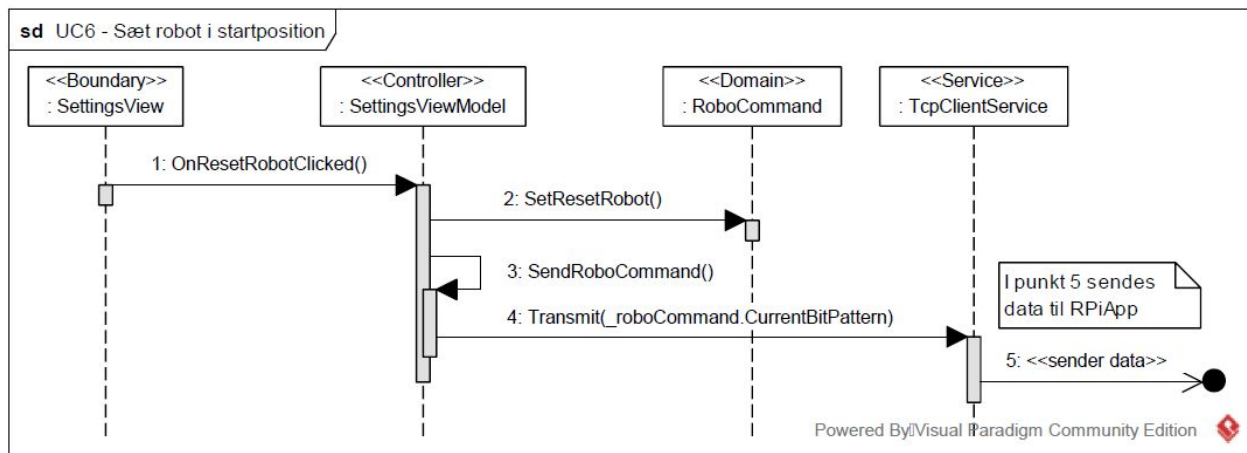 sd UC6 - Sæt robot i startposition
<<Boundary>>
: SettingsView
<<Controller>>
: SettingsViewModel
<<Domain>>
: RoboCommand
<<Service>>
: TcpClientService
1: OnResetRobotClicked()
2: SetResetRobot()
3: SendRoboCommand()
I punkt 5 sendes
data til RPiApp
4: Transmit(_roboCommand.CurrentBitPattern)
5: <<sender data>>
Powered By Visual Paradigm Community Edition